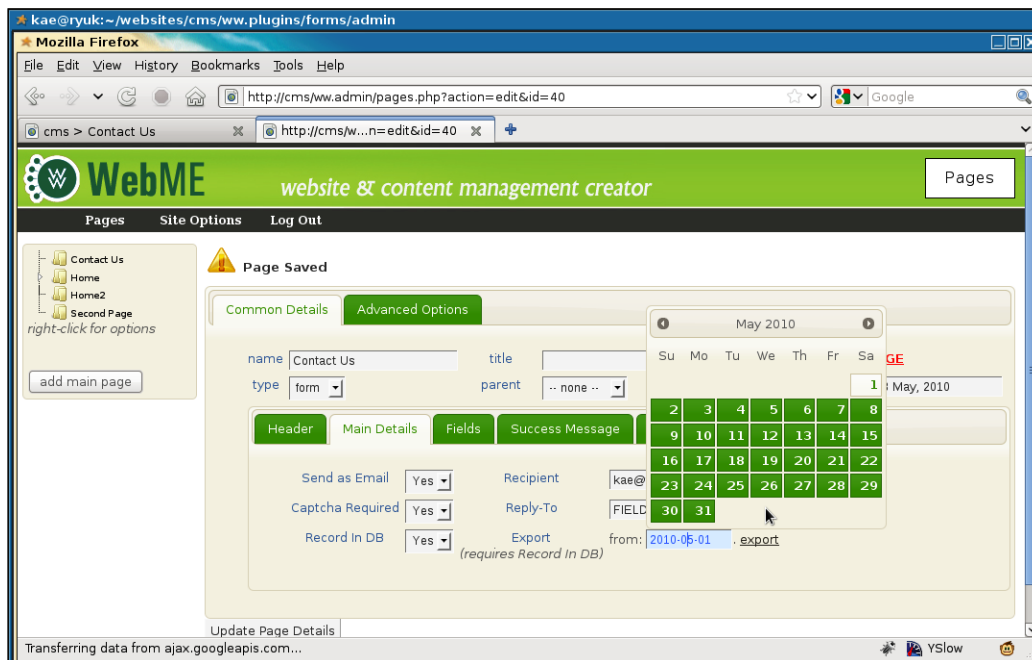 kae@ryuk:~/websites/cms/ww.plugins/forms/admin
Mozilla Firefox
File Edit View History Bookmarks Tools Help
http://cms/ww.admin/pages.php?action=edit&id=40
Google
cms > Contact Us
http://cms/w...n=edit&id=40
WebME
website & content management creator
Pages
Pages Site Options Log Out
Contact Us
Home
Home2
Second Page
right-click for options
add main page
Page Saved
Common Details Advanced Options
name Contact Us title
type form parent -- none -- May, 2010
Header Main Details Fields Success Message
Send as Email Yes Recipient kae@
Captcha Required Yes Reply-To FIELD
Record In DB Yes Export from: 2010-05-01 . export
(requires Record In DB)
May 2010
Su Mo Tu We Th Fr Sa
1
2 3 4 5 6 7 8
9 10 11 12 13 14 15
16 17 18 19 20 21 22
23 24 25 26 27 28 29
30 31
Update Page Details
Transferring data from ajax.googleapis.com...
YSlow